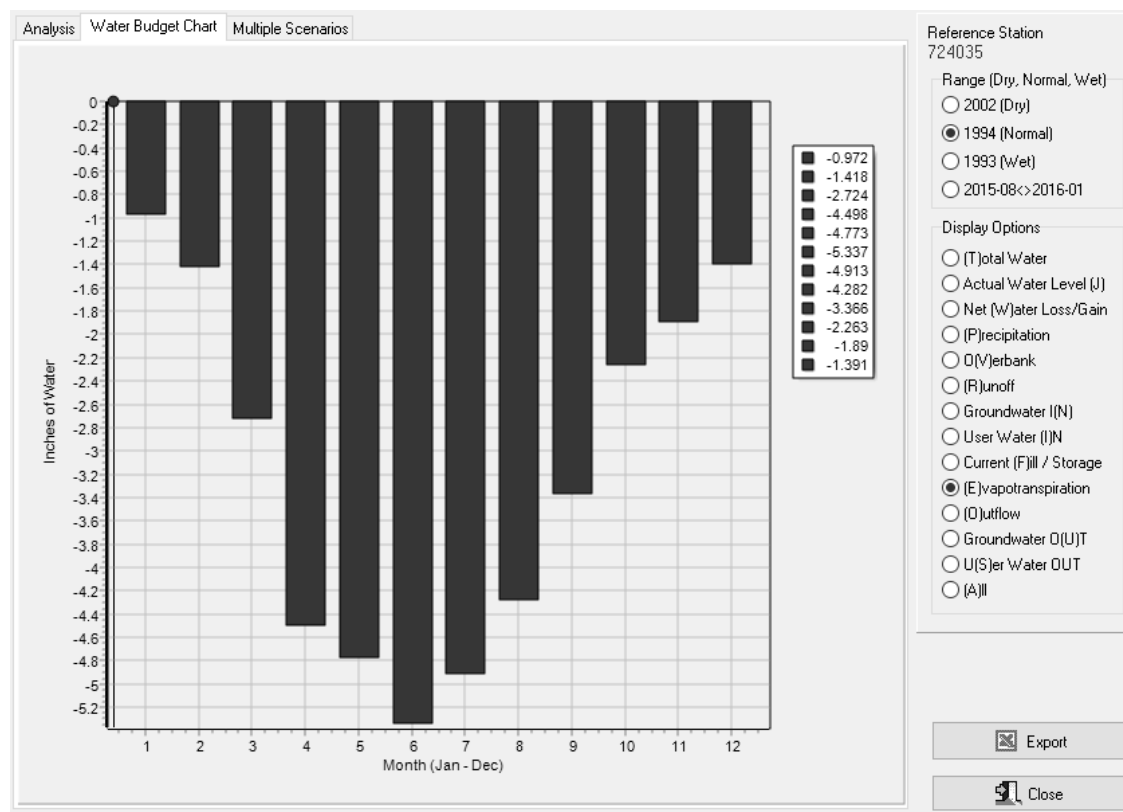 Analysis
Water Budget Chart
Multiple Scenarios
Inches of Water
0
-0.2
-0.4
-0.6
-0.8
-1
-1.2
-1.4
-1.6
-1.8
-2
-2.2
-2.4
-2.6
-2.8
-3
-3.2
-3.4
-3.6
-3.8
-4
-4.2
-4.4
-4.6
-4.8
-5
-5.2
1 2 3 4 5 6 7 8 9 10 11 12
Month (Jan - Dec)
-0.972
-1.418
-2.724
-4.498
-4.773
-5.337
-4.913
-4.282
-3.366
-2.263
-1.89
-1.391
Reference Station
724035
Range (Dry, Normal, Wet)
2002 (Dry)
1994 (Normal)
1993 (Wet)
2015-08<>2016-01
Display Options
(T)otal Water
Actual Water Level (J)
Net (W)ater Loss/Gain
(P)recipitation
O(V)erbank
(R)unoff
Groundwater I(N)
User Water (I)N
Current (F)ill / Storage
(E)vapotranspiration
(O)utflow
Groundwater O(U)T
U(S)er Water OUT
(A)ll
Export
Close